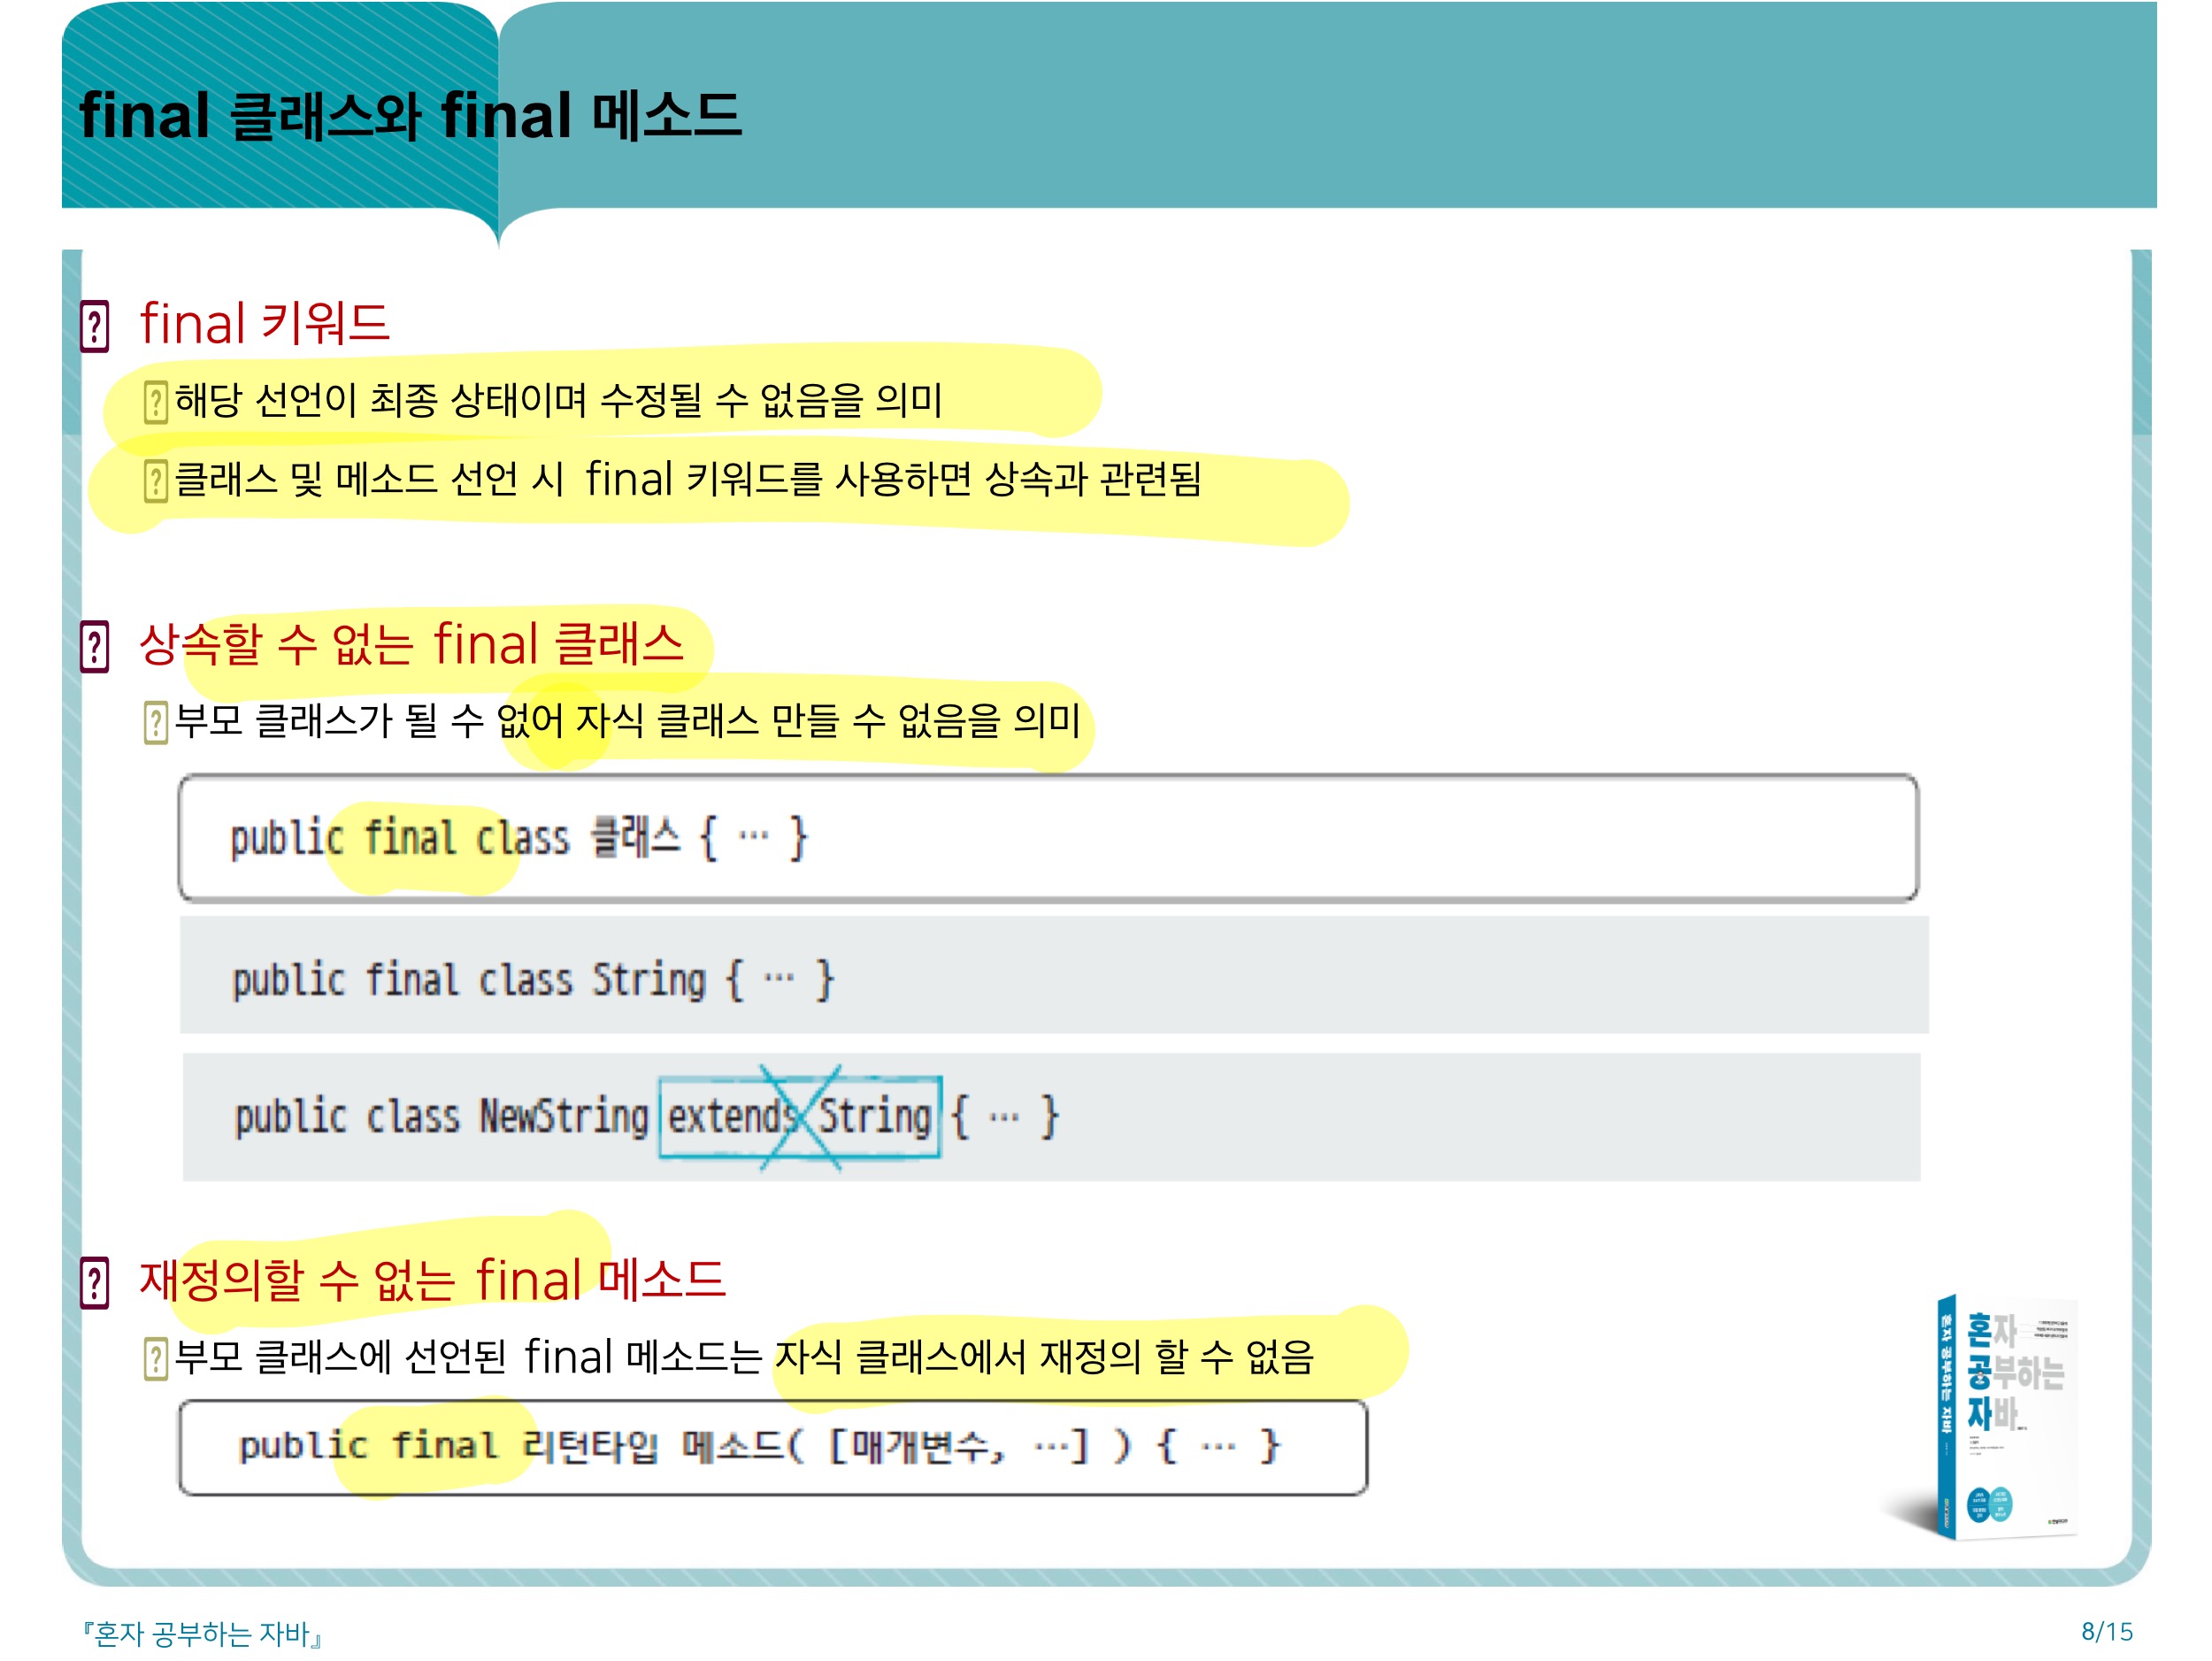 final 클래스와 final 메소드
final 키워드
해당 선언이 최종 상태이며 수정될 수 없음을 의미
클래스 및 메소드 선언 시 final 키워드를 사용하면 상속과 관련됨
상속할 수 없는 final 클래스
부모 클래스가 될 수 없어 자식 클래스 만들 수 없음을 의미
public final class 클래스 { … }
public final class String { … }
public class NewString extends String { … }
재정의할 수 없는 final 메소드
부모 클래스에 선언된 final 메소드는 자식 클래스에서 재정의 할 수 없음
public final 리턴타입 메소드( [매개변수, …] ) { … }
혼자 공부하는 자바
혼자
공부하는
자바
『혼자 공부하는 자바』
8/15